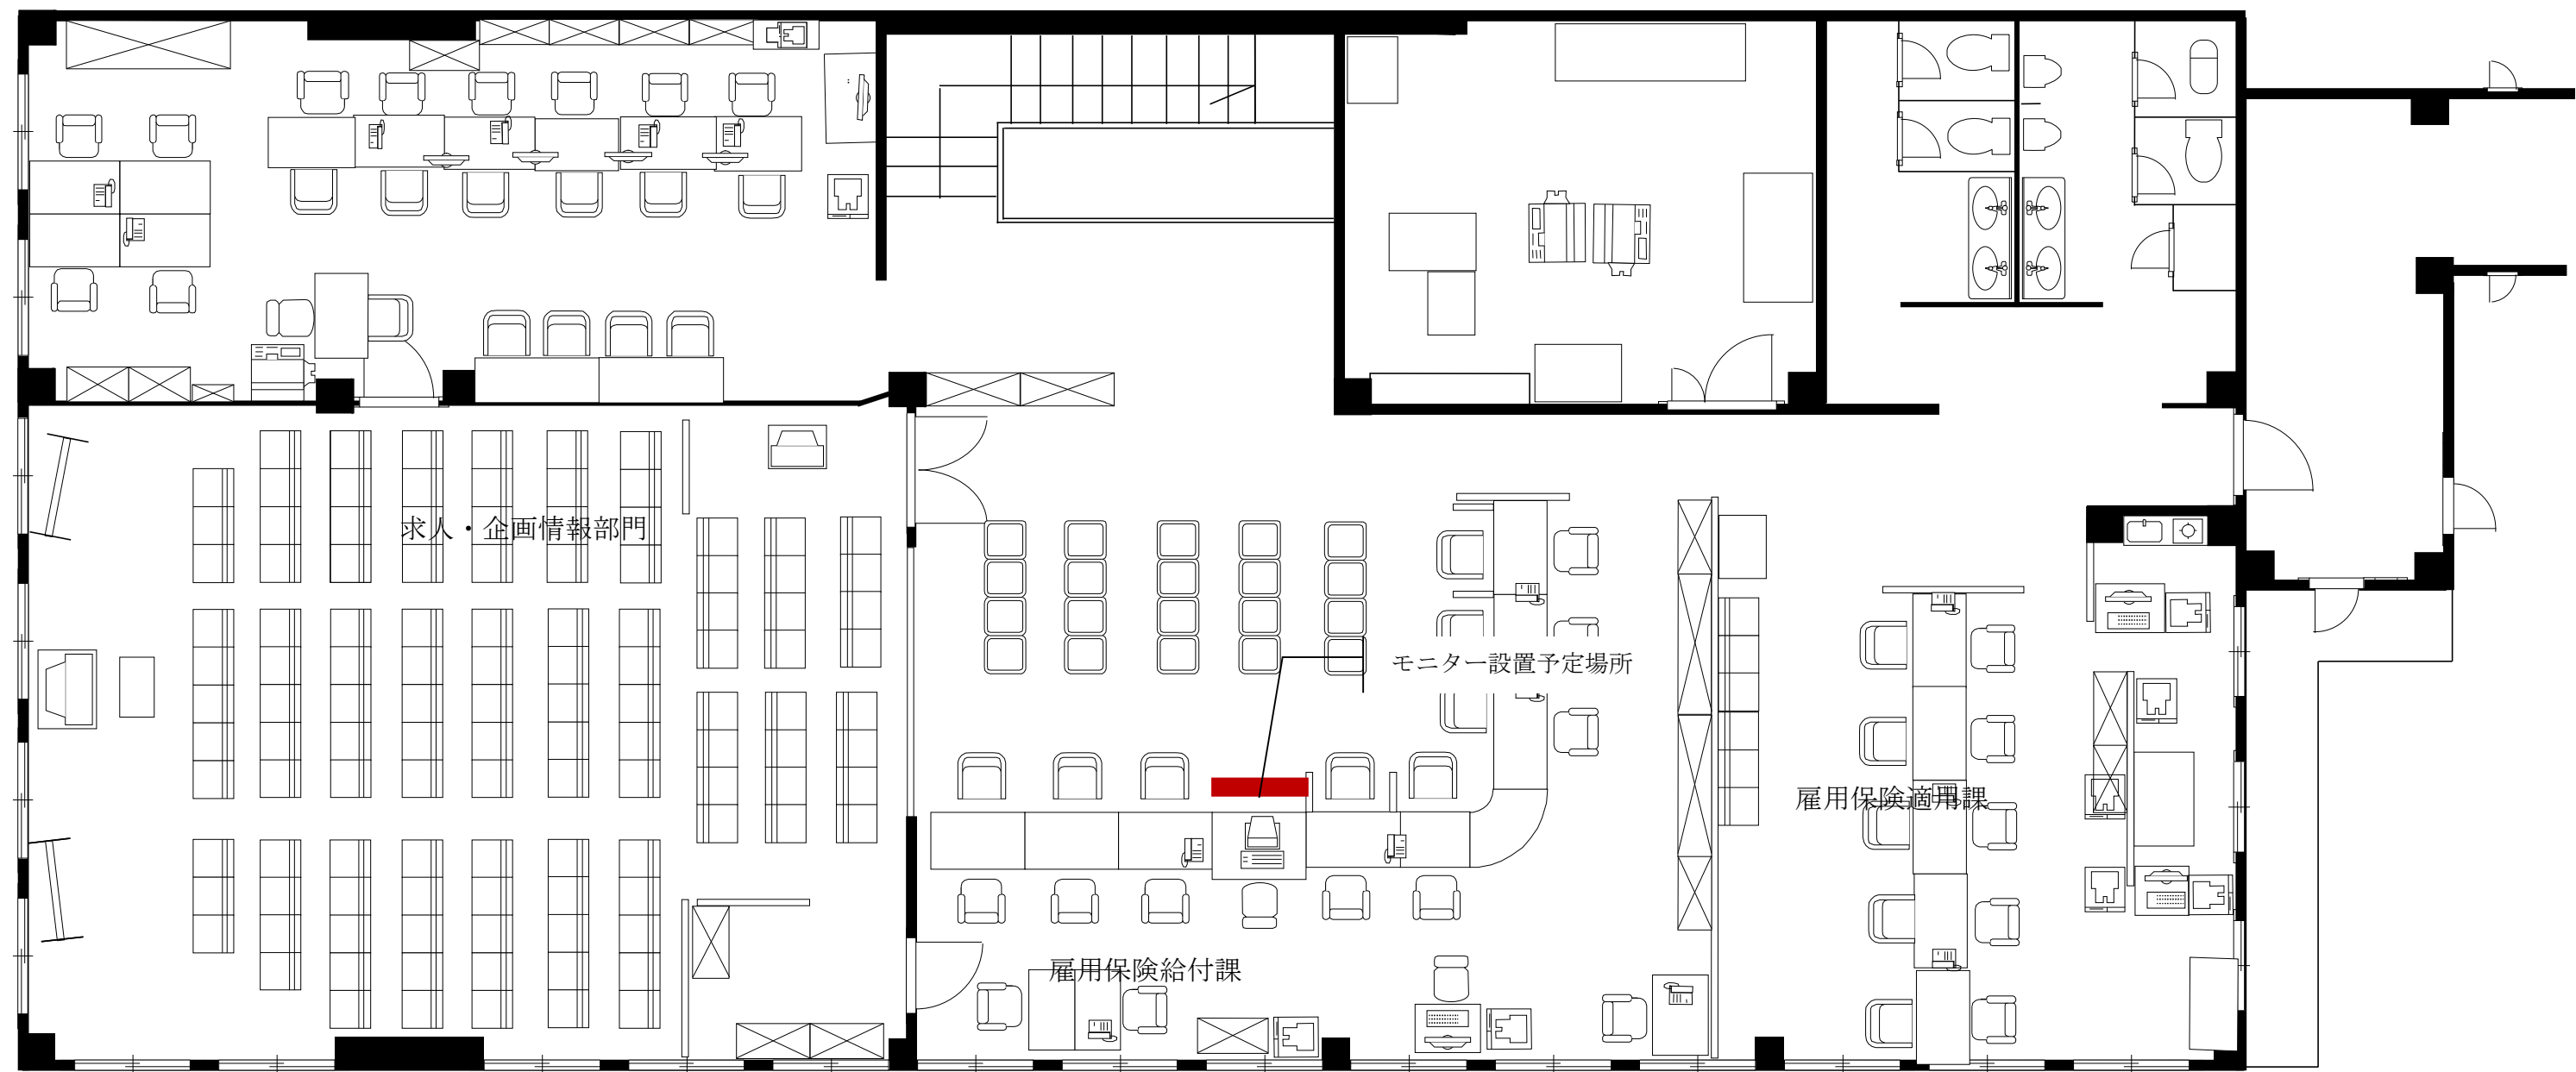 求人・企画情報部門
モニター設置予定場所
雇用保険適用課
雇用保険給付課